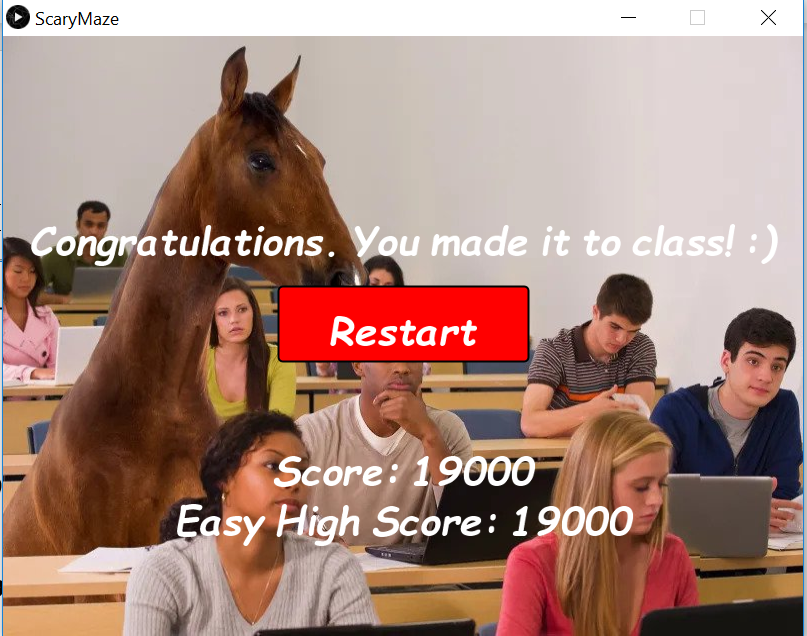 ScaryMaze
Congratulations. You made it to class! :)
Restart
Score: 19000
Easy High Score: 19000